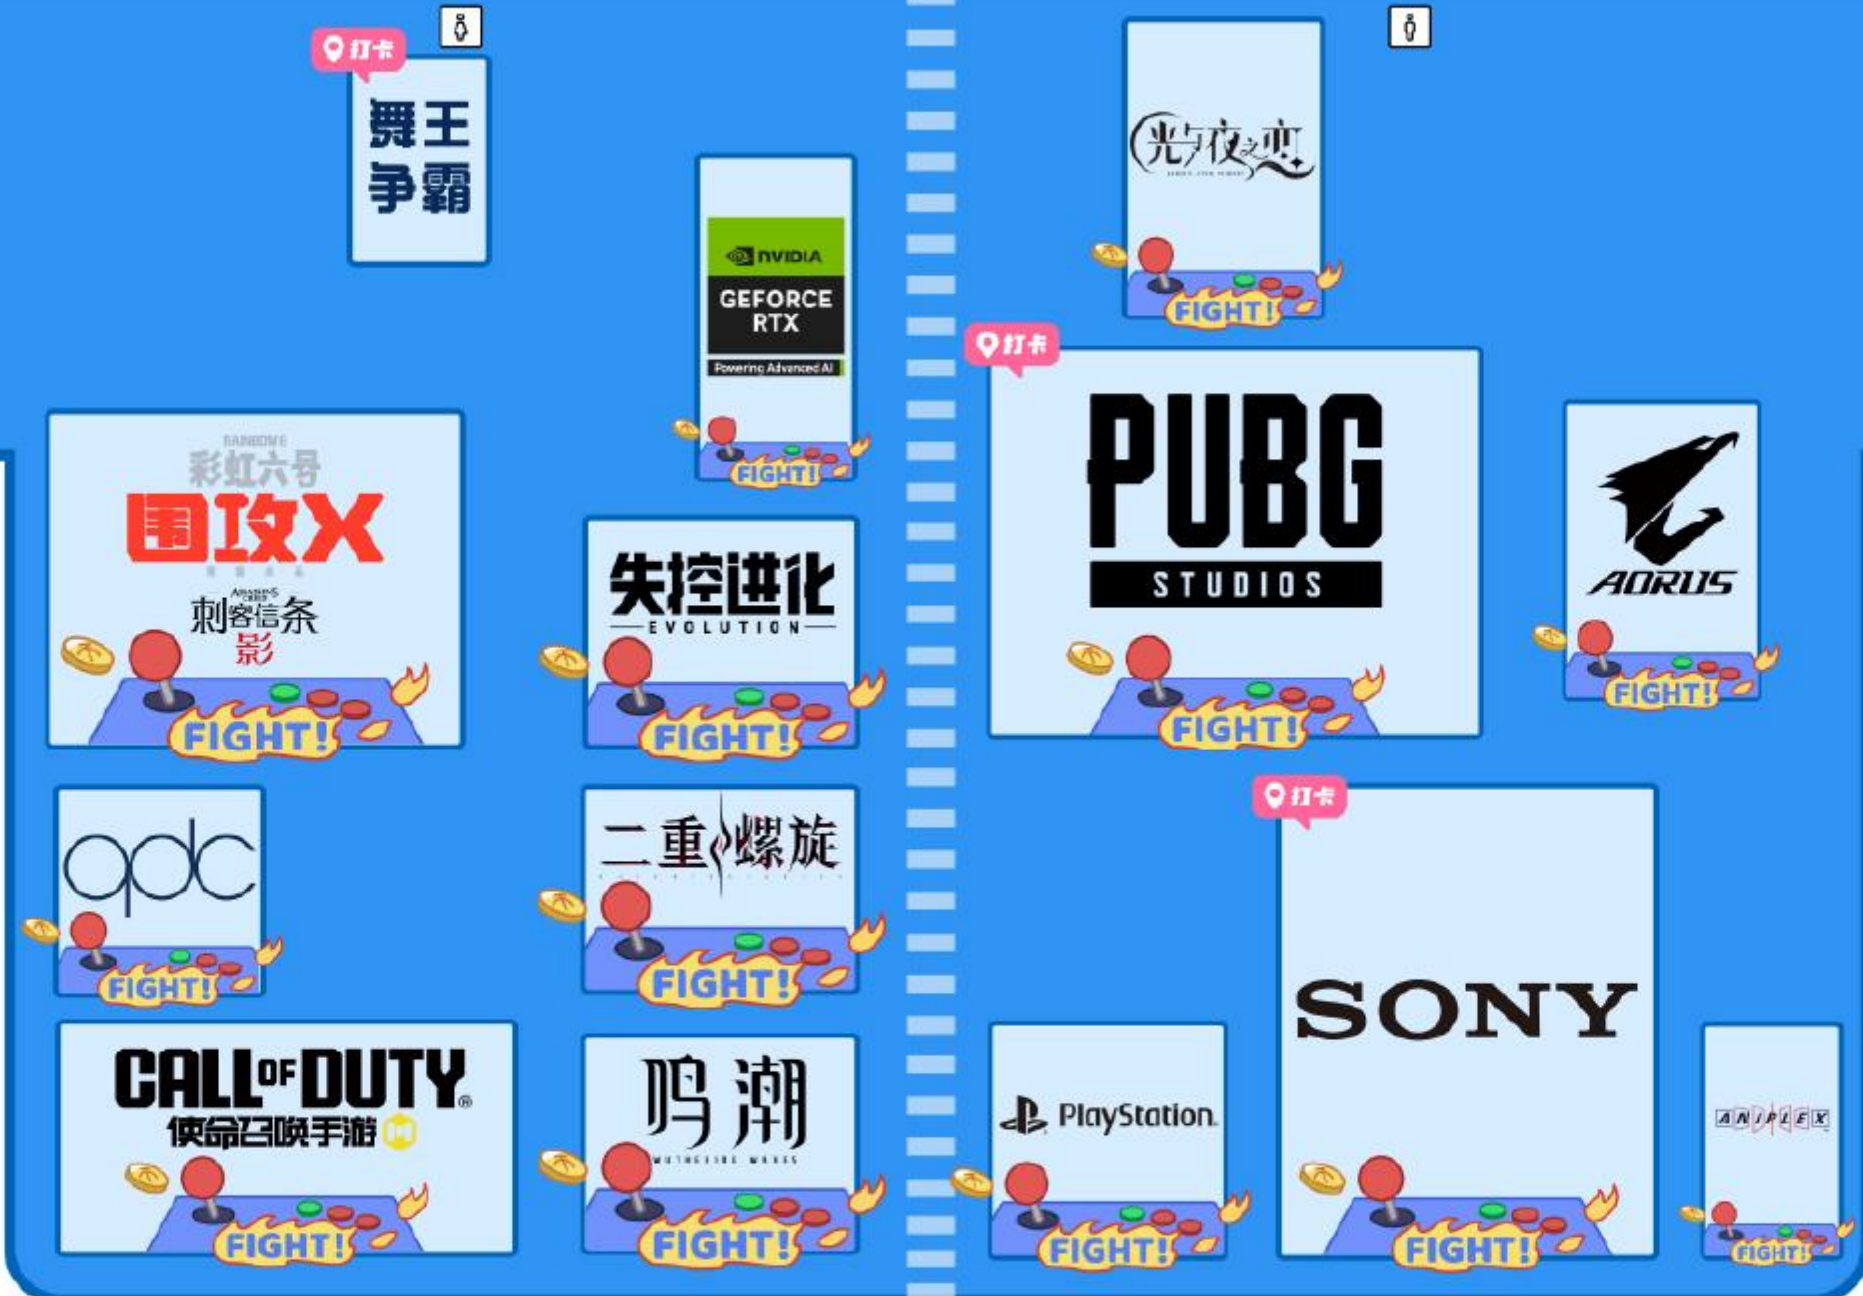 打卡
舞王
争霸
NVIDIA
GEFORCE
RTX
Powering Advanced AI
FIGHT!
彩虹六号
围攻X
刺客信条
影
FIGHT!
失控进化
EVOLUTION
FIGHT!
qdc
FIGHT!
二重螺旋
FIGHT!
CALL OF DUTY®
使命召唤手游
FIGHT!
鸣潮
WUTHERING WAVES
FIGHT!
光与夜之恋
FIGHT!
打卡
PUBG
STUDIOS
FIGHT!
AORUS
FIGHT!
打卡
SONY
FIGHT!
PlayStation
FIGHT!
ANIPLEX
FIGHT!